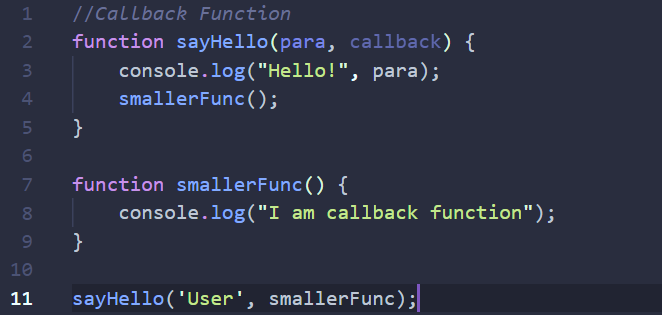 1 //Callback Function
2 function sayHello(para, callback) {
3     console.log("Hello!", para);
4     smallerFunc();
5 }
6
7 function smallerFunc() {
8     console.log("I am callback function");
9 }
10
11 sayHello('User', smallerFunc);